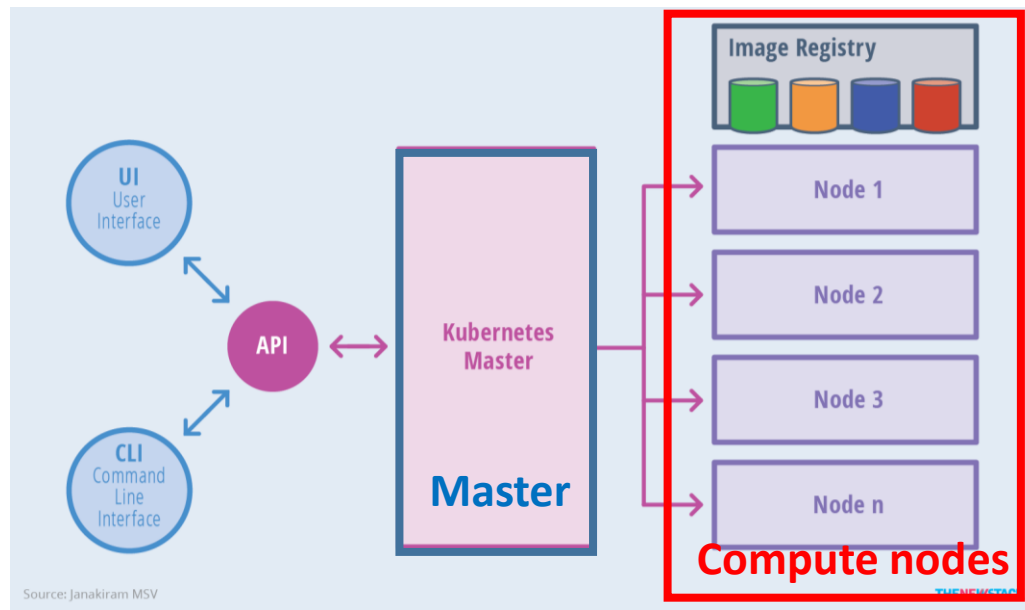 Image Registry
UI
User
Interface
Node 1
Node 2
API
Kubernetes
Master
Node 3
CLI
Command
Line
Interface
Master
Node n
Compute nodes
Source: Janakiram MSV
THENEWSTACK